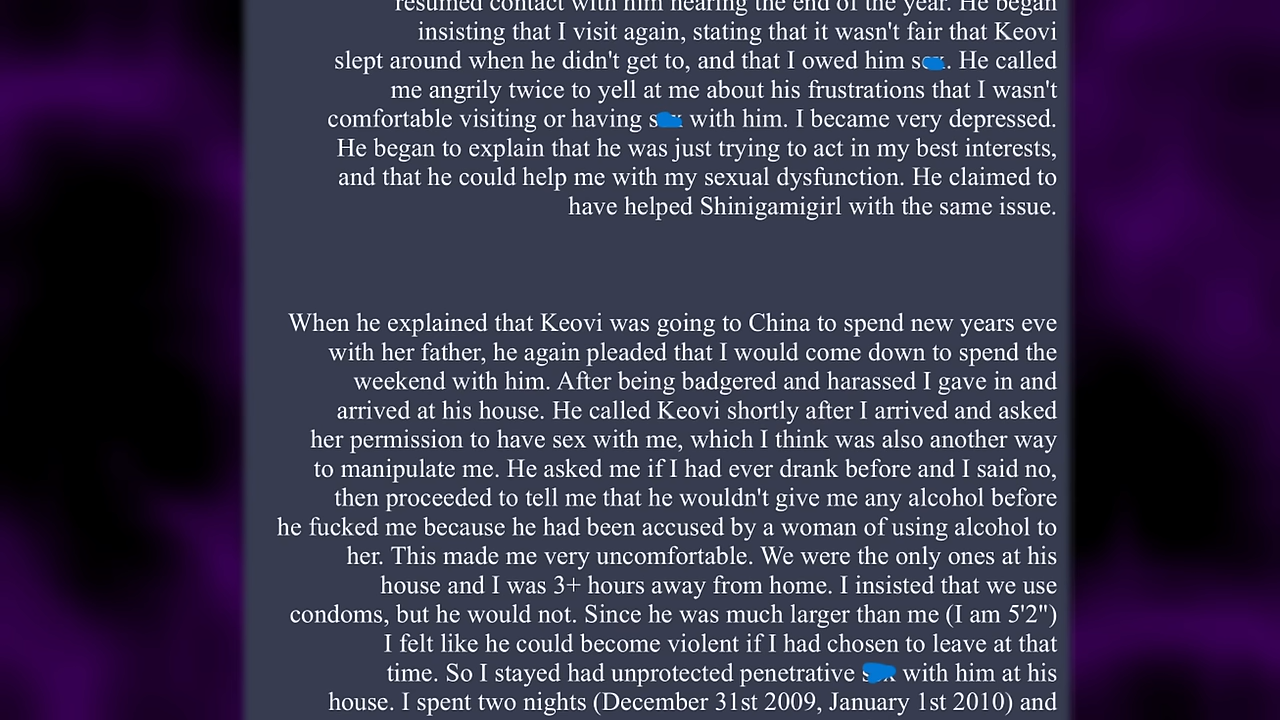 resumed contact with him nearing the end of the year. He began
insisting that I visit again, stating that it wasn't fair that Keovi
slept around when he didn't get to, and that I owed him sex. He called
me angrily twice to yell at me about his frustrations that I wasn't
comfortable visiting or having sex with him. I became very depressed.
He began to explain that he was just trying to act in my best interests,
and that he could help me with my sexual dysfunction. He claimed to
have helped Shinigamigirl with the same issue.
When he explained that Keovi was going to China to spend new years eve
with her father, he again pleaded that I would come down to spend the
weekend with him. After being badgered and harassed I gave in and
arrived at his house. He called Keovi shortly after I arrived and asked
her permission to have sex with me, which I think was also another way
to manipulate me. He asked me if I had ever drank before and I said no,
then proceeded to tell me that he wouldn't give me any alcohol before
he fucked me because he had been accused by a woman of using alcohol to
her. This made me very uncomfortable. We were the only ones at his
house and I was 3+ hours away from home. I insisted that we use
condoms, but he would not. Since he was much larger than me (I am 5'2")
I felt like he could become violent if I had chosen to leave at that
time. So I stayed had unprotected penetrative sex with him at his
house. I spent two nights (December 31st 2009, January 1st 2010) and